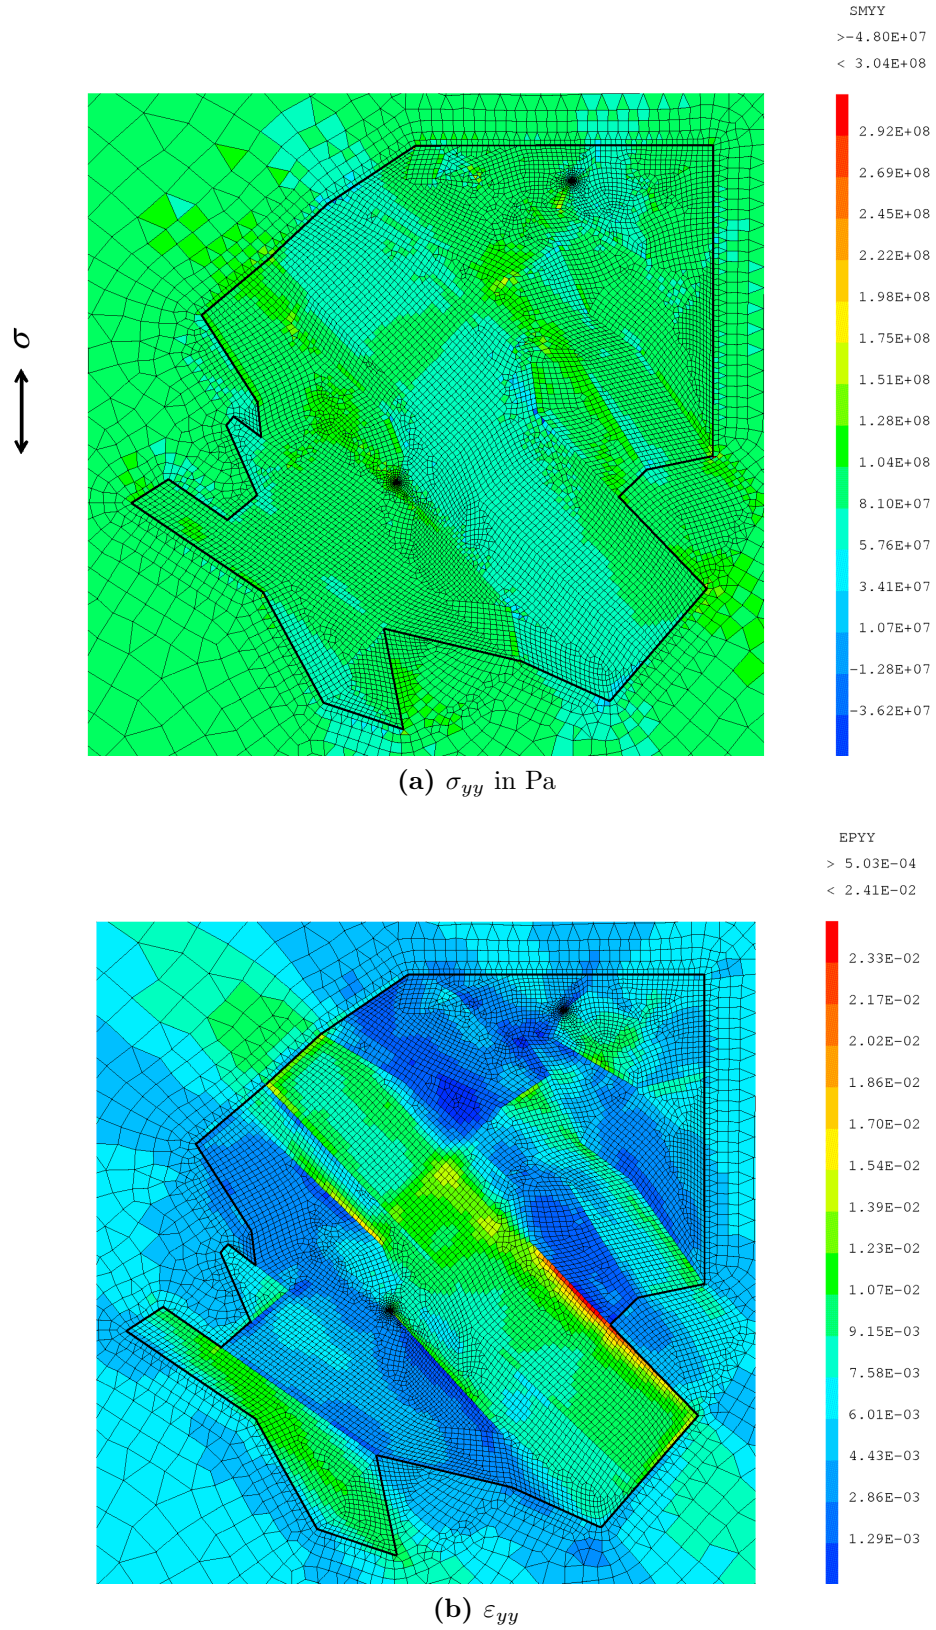 SMYY
>-4.80E+07
< 3.04E+08
2.92E+08
2.69E+08
2.45E+08
2.22E+08
1.98E+08
1.75E+08
1.51E+08
1.28E+08
1.04E+08
8.10E+07
5.76E+07
3.41E+07
1.07E+07
-1.28E+07
-3.62E+07
σ
(a) σyy in Pa
EPYY
> 5.03E-04
< 2.41E-02
2.33E-02
2.17E-02
2.02E-02
1.86E-02
1.70E-02
1.54E-02
1.39E-02
1.23E-02
1.07E-02
9.15E-03
7.58E-03
6.01E-03
4.43E-03
2.86E-03
1.29E-03
(b) εyy